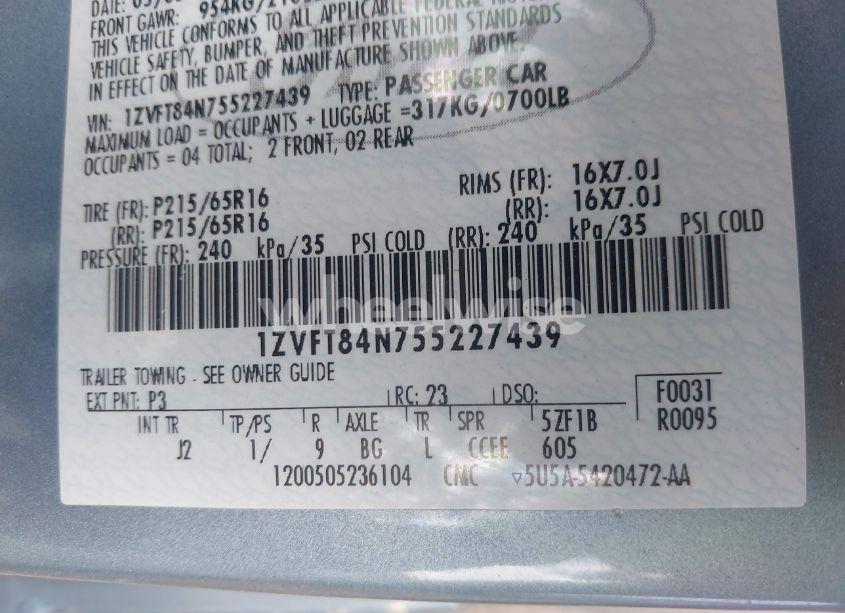 DATE:
FRONT GAWR: 954KG/
THIS VEHICLE CONFORMS TO ALL APPLICABLE FEDERAL
VEHICLE SAFETY, BUMPER, AND THEFT PREVENTION STANDARDS
IN EFFECT ON THE DATE OF MANUFACTURE SHOWN ABOVE.
VIN: 1ZVFT84N755227439 TYPE: PASSENGER CAR
MAXIMUM LOAD = OCCUPANTS + LUGGAGE =317KG/0700LB
OCCUPANTS = 04 TOTAL; 2 FRONT, 02 REAR
TIRE (FR): P215/65R16 RIMS (FR): 16X7.0J
(RR): P215/65R16 (RR): 16X7.0J
PRESSURE (FR): 240 kPa/35 PSI COLD (RR): 240 kPa/35 PSI COLD
wheelwise
1ZVFT84N755227439
TRAILER TOWING - SEE OWNER GUIDE
EXT PNT: P3 RC: 23 DSO: F0031
INT TR TP/PS R AXLE TR SPR 5ZF1B R0095
J2 1/ 9 BG L CCEE 605
1200505236104 CMC ▽5U5A-5420472-AA